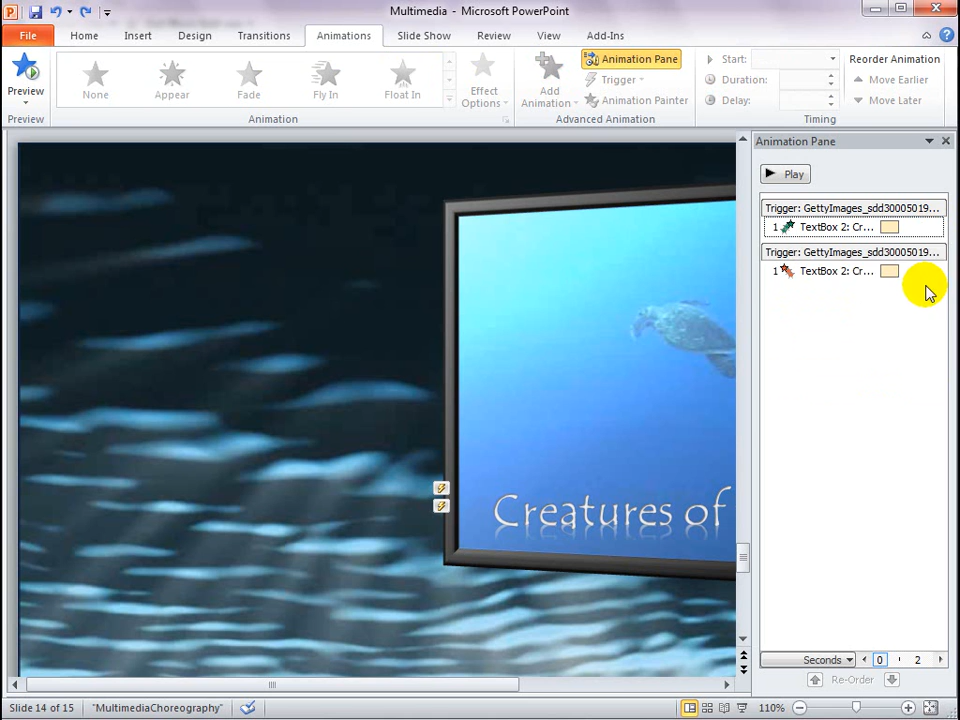 Multimedia - Microsoft PowerPoint
File Home Insert Design Transitions Animations Slide Show Review View Add-Ins
Preview
Preview
None Appear Fade Fly In Float In
Effect Options
Animation
Add Animation
Animation Pane
Trigger
Animation Painter
Advanced Animation
Start:
Duration:
Delay:
Timing
Reorder Animation
Move Earlier
Move Later
Animation Pane
Play
Trigger: GettyImages_sdd30005019...
1 TextBox 2: Cr...
Trigger: GettyImages_sdd30005019...
1 TextBox 2: Cr...
Creatures of
Seconds 0 2
Re-Order
Slide 14 of 15 "MultimediaChoreography" 110%